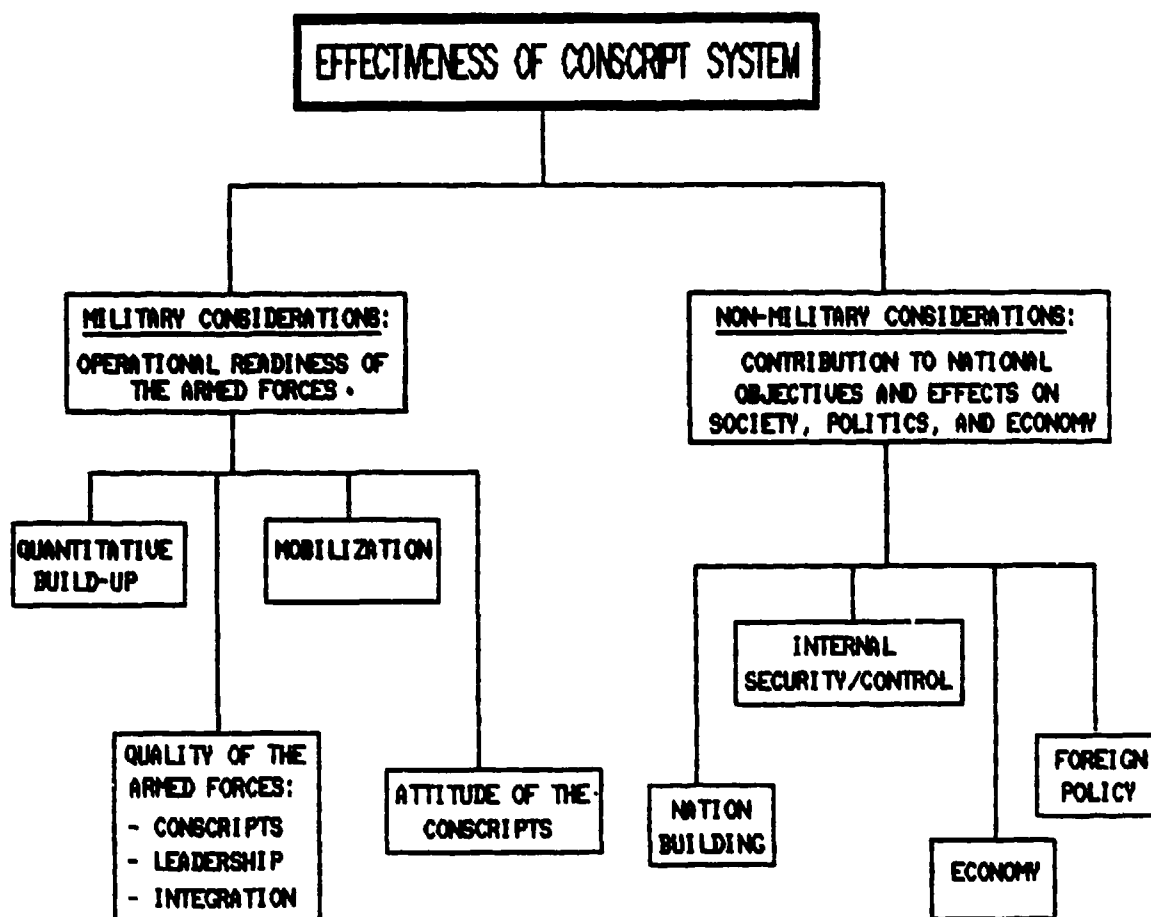 EFFECTIVENESS OF CONSCRIPT SYSTEM
MILITARY CONSIDERATIONS:
OPERATIONAL READINESS OF
THE ARMED FORCES.
NON-MILITARY CONSIDERATIONS:
CONTRIBUTION TO NATIONAL
OBJECTIVES AND EFFECTS ON
SOCIETY, POLITICS, AND ECONOMY
QUANTITATIVE
BUILD-UP
MOBILIZATION
QUALITY OF THE
ARMED FORCES:
- CONSCRIPTS
- LEADERSHIP
- INTEGRATION
ATTITUDE OF THE
CONSCRIPTS
NATION
BUILDING
INTERNAL
SECURITY/CONTROL
ECONOMY
FOREIGN
POLICY